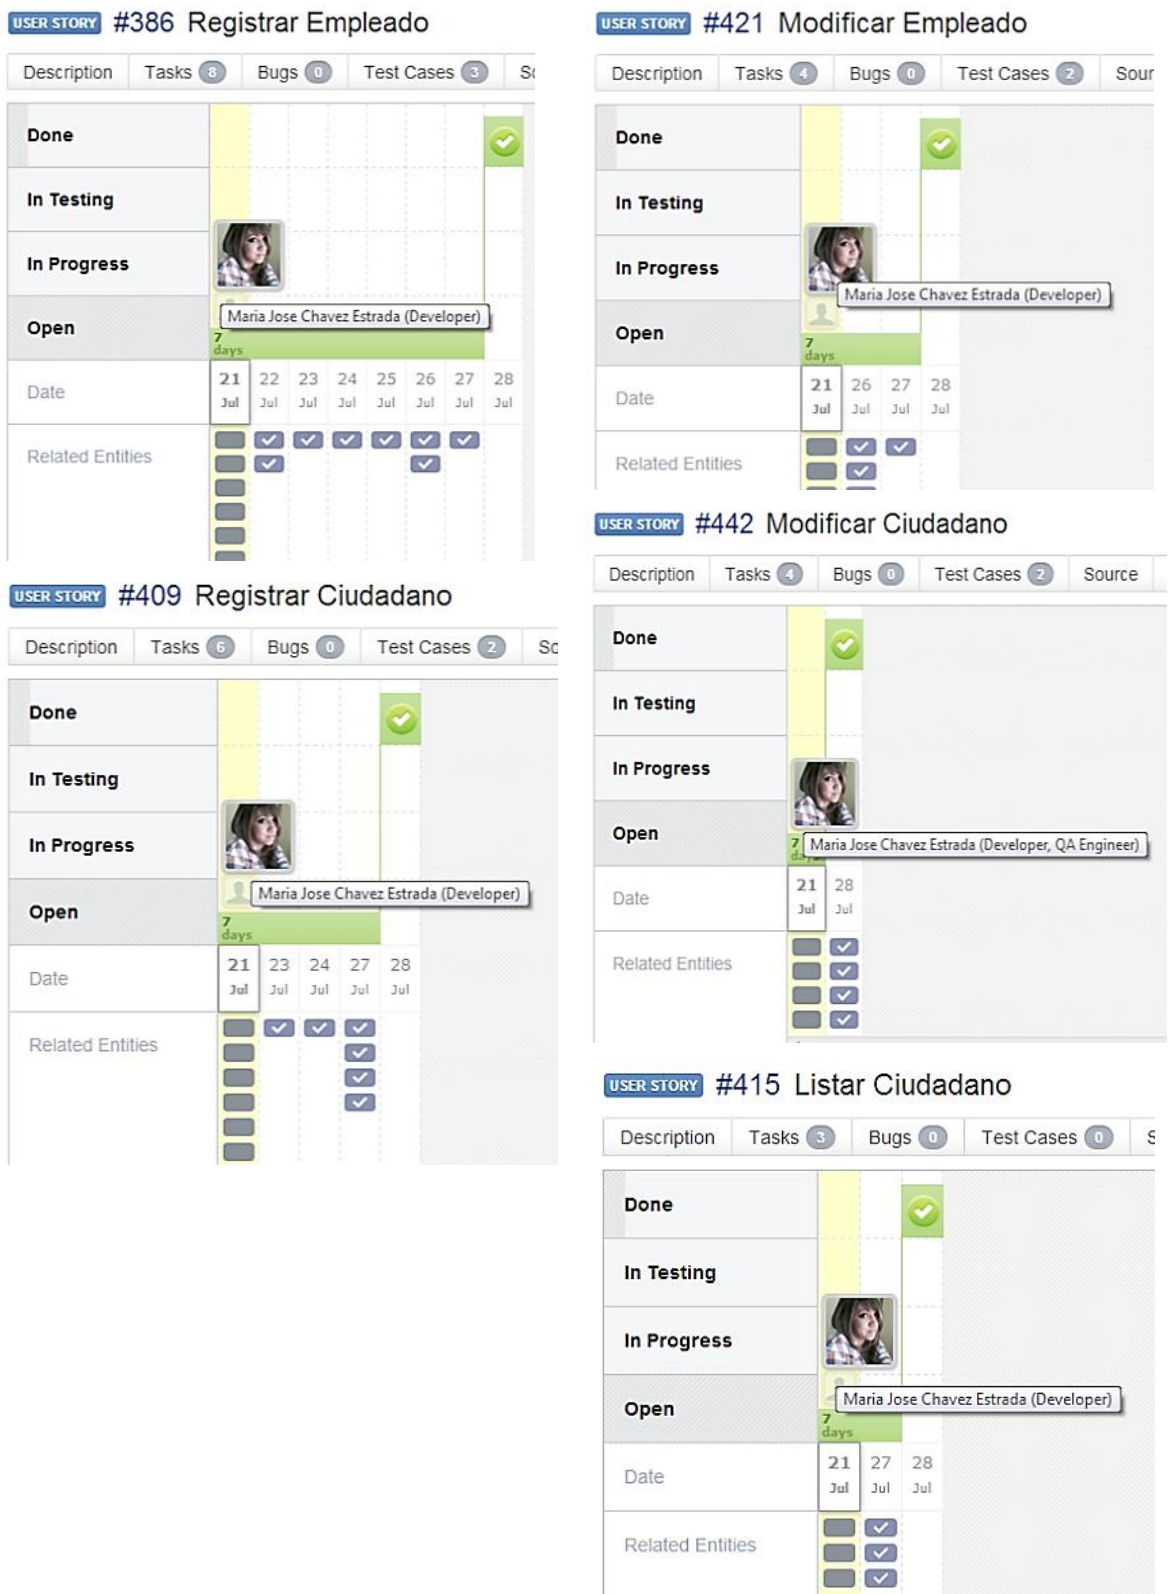 USER STORY #386 Registrar Empleado
Description Tasks 8 Bugs 0 Test Cases 3
Done
In Testing
In Progress
Maria Jose Chavez Estrada (Developer)
Open
7
days
Date 21 22 23 24 25 26 27 28
Jul Jul Jul Jul Jul Jul Jul Jul
Related Entities
USER STORY #409 Registrar Ciudadano
Description Tasks 6 Bugs 0 Test Cases 2
Done
In Testing
In Progress
Maria Jose Chavez Estrada (Developer)
Open
7
days
Date 21 23 24 27 28
Jul Jul Jul Jul Jul
Related Entities
USER STORY #421 Modificar Empleado
Description Tasks 4 Bugs 0 Test Cases 2 Sour
Done
In Testing
In Progress
Maria Jose Chavez Estrada (Developer)
Open
7
days
Date 21 26 27 28
Jul Jul Jul Jul
Related Entities
USER STORY #442 Modificar Ciudadano
Description Tasks 4 Bugs 0 Test Cases 2 Source
Done
In Testing
In Progress
Open
7 Maria Jose Chavez Estrada (Developer, QA Engineer)
Date 21 28
Jul Jul
Related Entities
USER STORY #415 Listar Ciudadano
Description Tasks 3 Bugs 0 Test Cases 0 S
Done
In Testing
In Progress
Maria Jose Chavez Estrada (Developer)
Open
7
days
Date 21 27 28
Jul Jul Jul
Related Entities